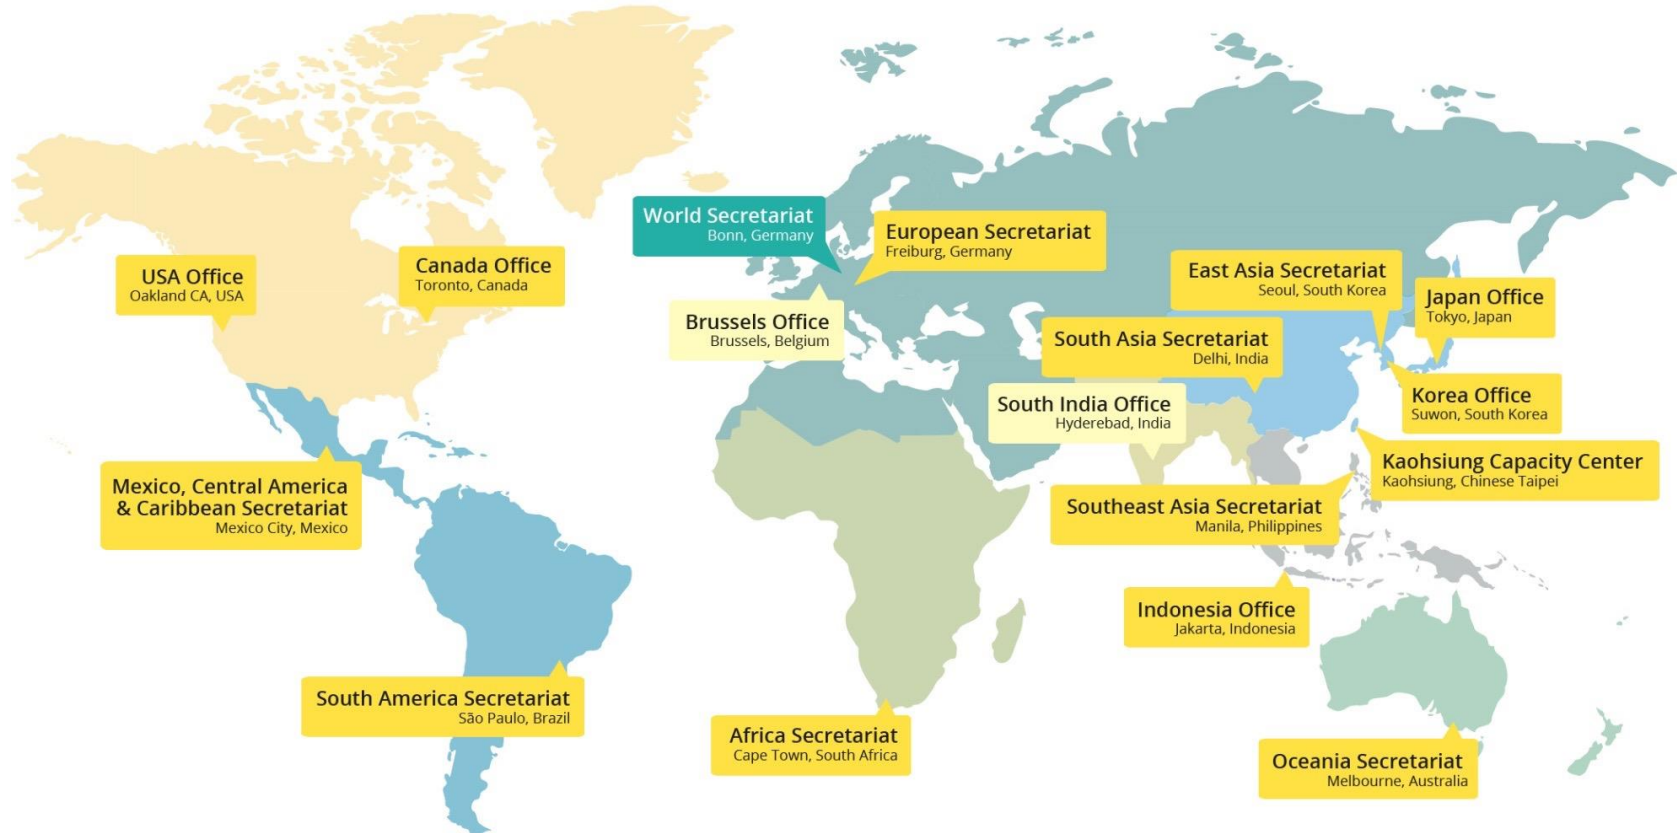 World Secretariat
Bonn, Germany
European Secretariat
Freiburg, Germany
USA Office
Oakland CA, USA
Canada Office
Toronto, Canada
East Asia Secretariat
Seoul, South Korea
Japan Office
Tokyo, Japan
Brussels Office
Brussels, Belgium
South Asia Secretariat
Delhi, India
South India Office
Hyderebad, India
Korea Office
Suwon, South Korea
Mexico, Central America
& Caribbean Secretariat
Mexico City, Mexico
Kaohsiung Capacity Center
Kaohsiung, Chinese Taipei
Southeast Asia Secretariat
Manila, Philippines
Indonesia Office
Jakarta, Indonesia
South America Secretariat
São Paulo, Brazil
Africa Secretariat
Cape Town, South Africa
Oceania Secretariat
Melbourne, Australia